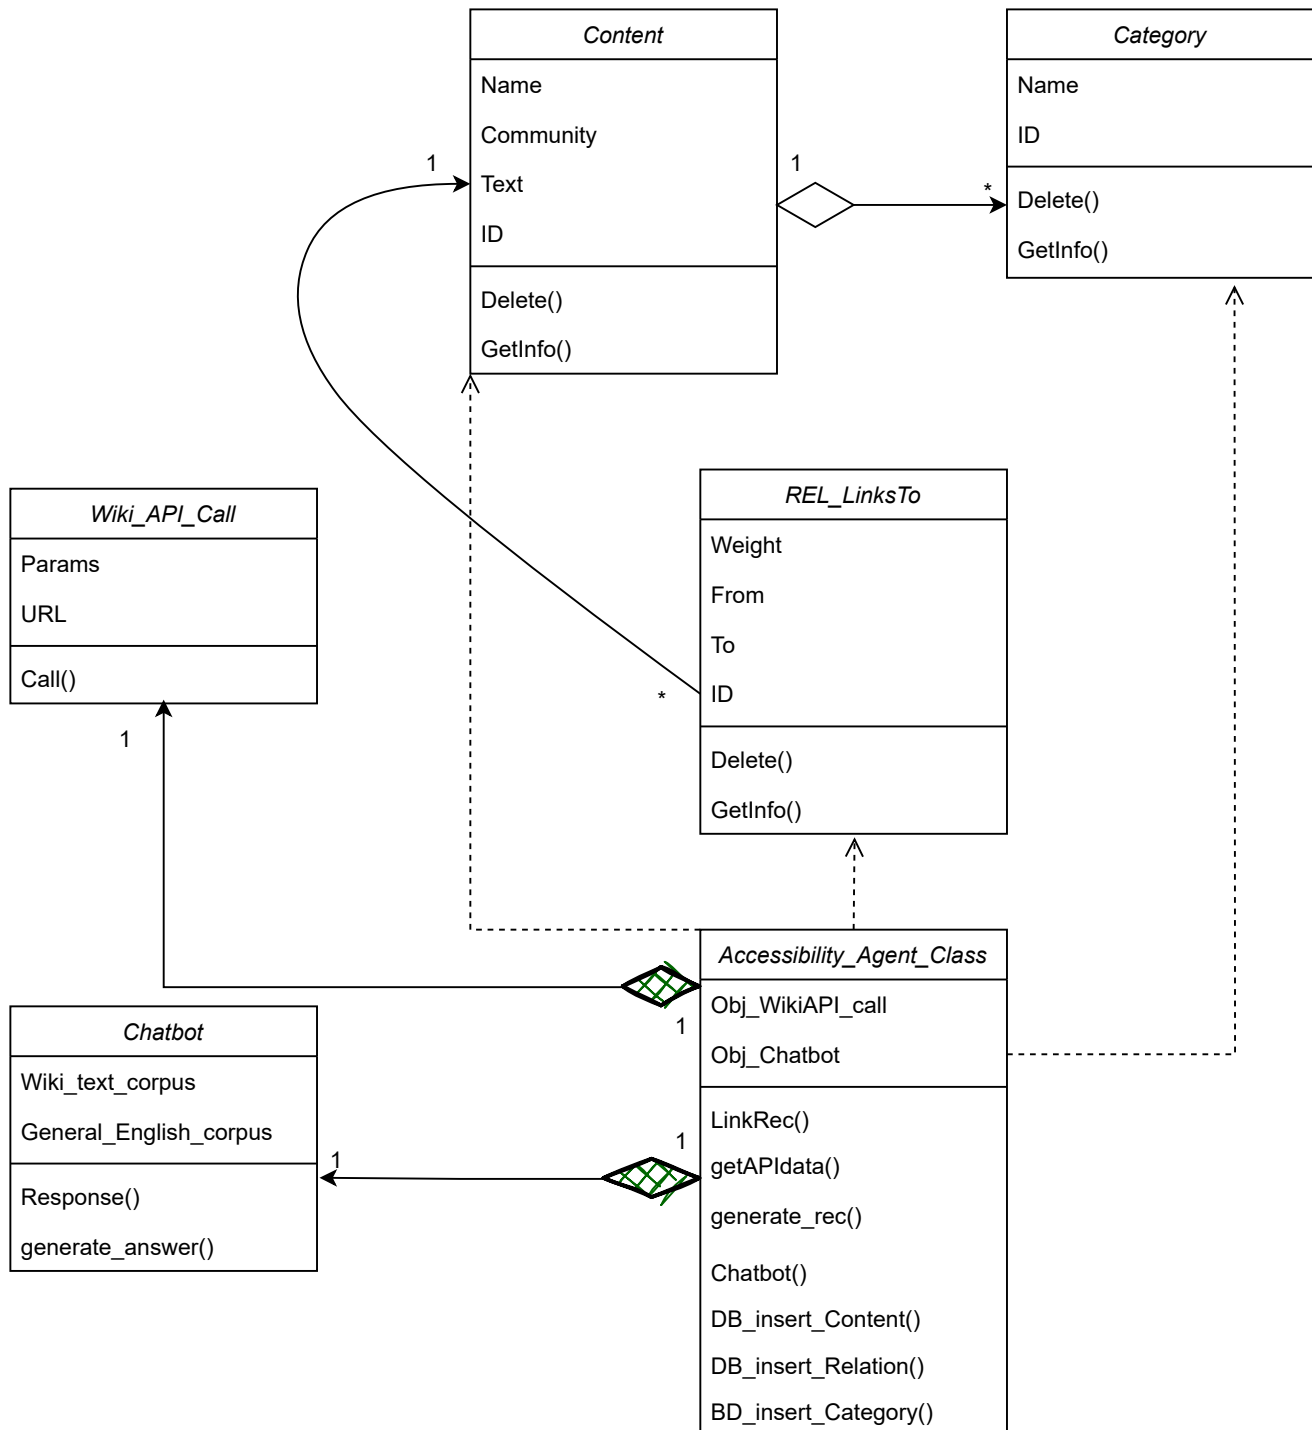 Content
Name
Community
Text
ID
Delete()
GetInfo()
Category
Name
ID
Delete()
GetInfo()
1
1
*
Wiki_API_Call
Params
URL
Call()
1
REL_LinksTo
Weight
From
To
ID
Delete()
GetInfo()
*
Accessibility_Agent_Class
Obj_WikiAPI_call
Obj_Chatbot
LinkRec()
getAPIdata()
generate_rec()
Chatbot()
DB_insert_Content()
DB_insert_Relation()
BD_insert_Category()
1
1
Chatbot
Wiki_text_corpus
General_English_corpus
Response()
generate_answer()
1